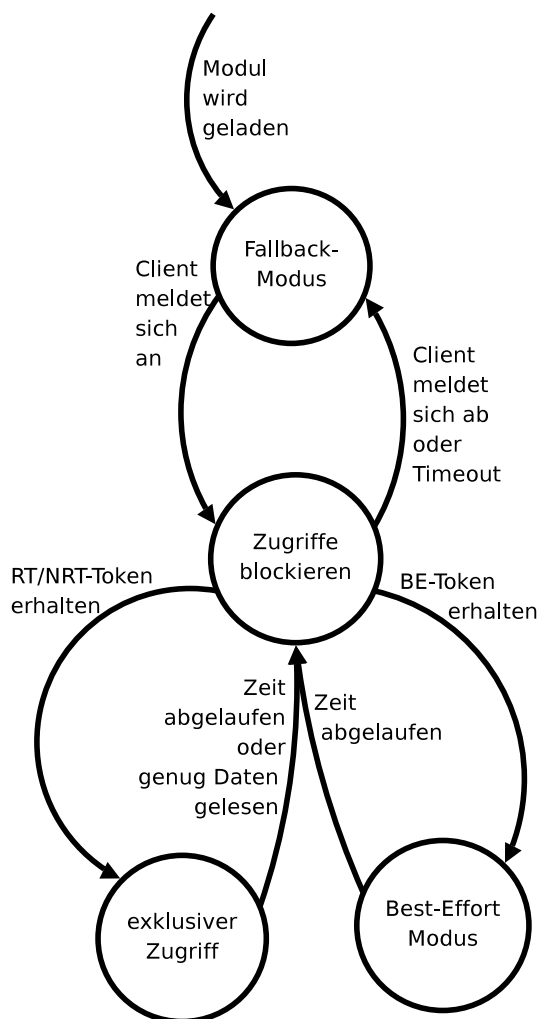 Modul
wird
geladen
Fallback-
Modus
Client
meldet
sich
an
Client
meldet
sich ab
oder
Timeout
Zugriffe
blockieren
RT/NRT-Token
erhalten
BE-Token
erhalten
Zeit
abgelaufen
oder
genug Daten
gelesen
Zeit
abgelaufen
exklusiver
Zugriff
Best-Effort
Modus